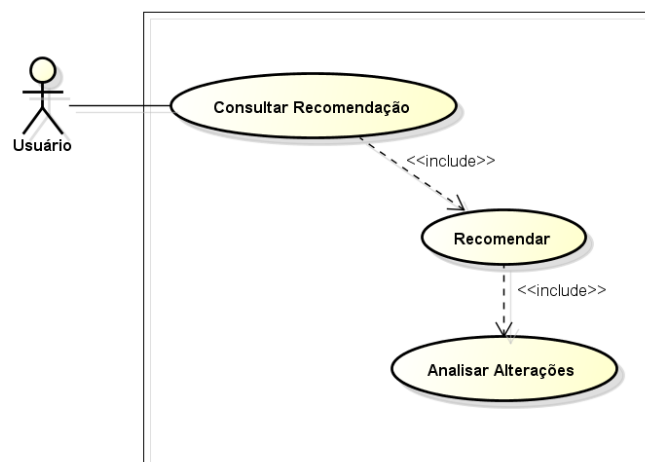 Consultar Recomendação
Usuário
<<include>>
Recomendar
<<include>>
Analisar Alterações